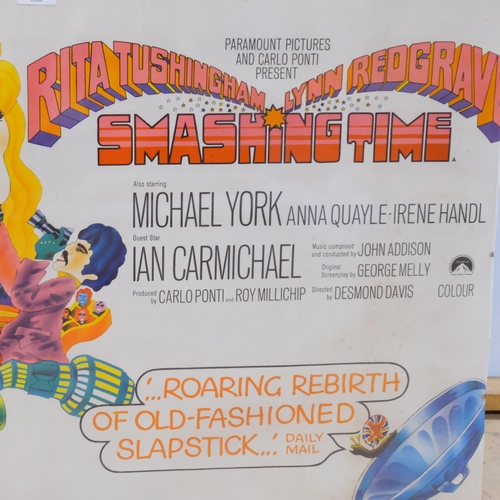 PARAMOUNT PICTURES
AND CARLO PONTI
PRESENT
RITA TUSHINGHAM LYNN REDGRAV
SMASHING TIME
A
Also starring
MICHAEL YORK ANNA QUAYLE · IRENE HANDL
Guest Star
IAN CARMICHAEL
Produced by CARLO PONTI and ROY MILLICHIP
Music composed and conducted by JOHN ADDISON
Original Screenplay by GEORGE MELLY
Directed by DESMOND DAVIS
COLOUR
'...ROARING REBIRTH
OF OLD-FASHIONED
SLAPSTICK...' DAILY MAIL